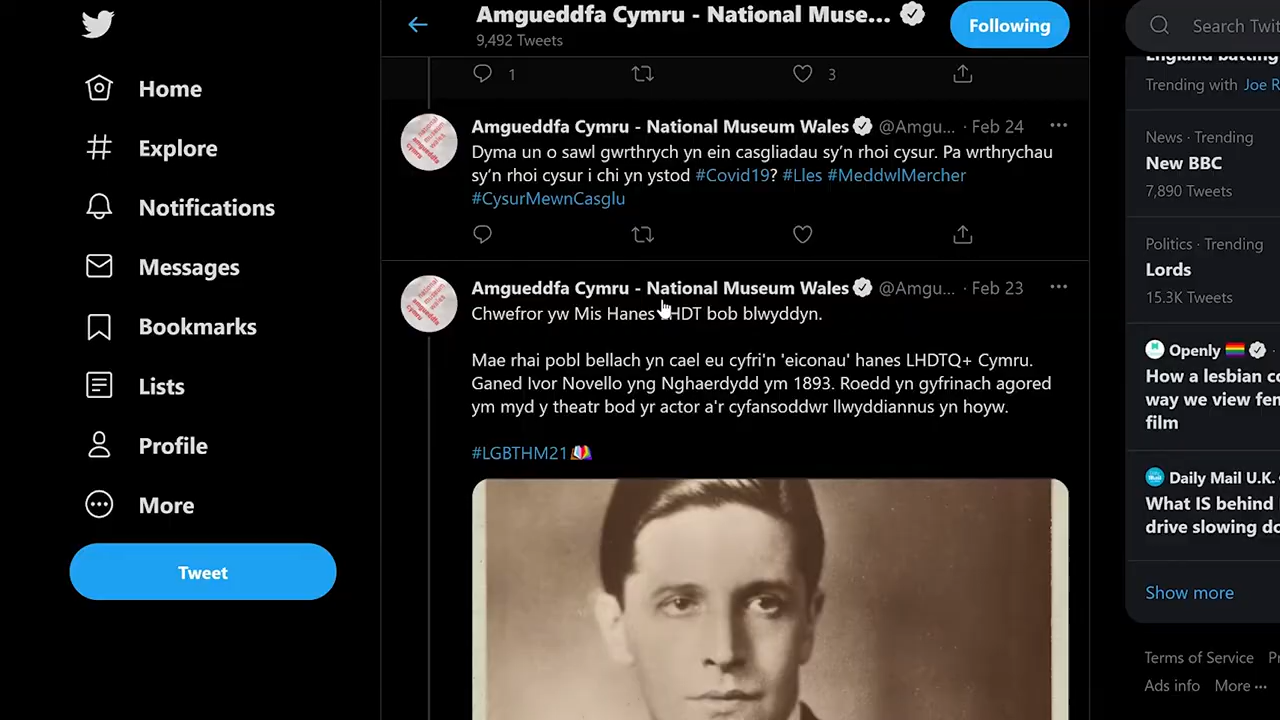 Home
Explore
Notifications
Messages
Bookmarks
Lists
Profile
More
Tweet
Amgueddfa Cymru - National Muse...
9,492 Tweets
Following
1
3
Amgueddfa Cymru - National Museum Wales @Amgu... · Feb 24
Dyma un o sawl gwrthrych yn ein casgliadau sy’n rhoi cysur. Pa wrthrychau
sy’n rhoi cysur i chi yn ystod #Covid19? #Lles #MeddwlMercher
#CysurMewnCasglu
Amgueddfa Cymru - National Museum Wales @Amgu... · Feb 23
Chwefror yw Mis Hanes LHDT bob blwyddyn.
Mae rhai pobl bellach yn cael eu cyfri'n 'eiconau' hanes LHDTQ+ Cymru.
Ganed Ivor Novello yng Nghaerdydd ym 1893. Roedd yn gyfrinach agored
ym myd y theatr bod yr actor a'r cyfansoddwr llwyddiannus yn hoyw.
#LGBTHM21
Search Twit
England batting
Trending with Joe R
News · Trending
New BBC
7,890 Tweets
Politics · Trending
Lords
15.3K Tweets
Openly
How a lesbian co
way we view fem
film
Daily Mail U.K.
What IS behind
drive slowing do
Show more
Terms of Service
Ads info More ...